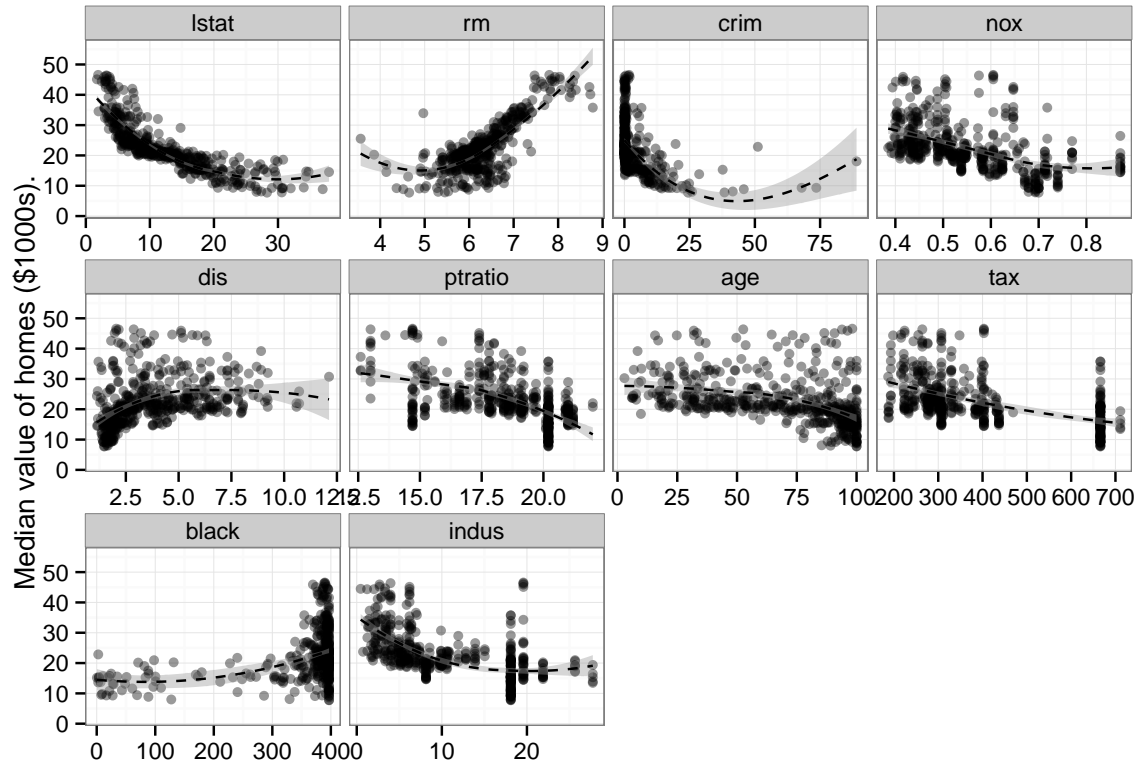 lstat rm crim nox
50
40
30
20
10
0
0 10 20 30 4 5 6 7 8 9 0 25 50 75 0.4 0.5 0.6 0.7 0.8
dis ptratio age tax
50
40
30
20
10
0
2.5 5.0 7.5 10.0 12.5 12.5 15.0 17.5 20.0 0 25 50 75 100 200 300 400 500 600 700
black indus
50
40
30
20
10
0
0 100 200 300 400 0 10 20
Median value of homes ($1000s).